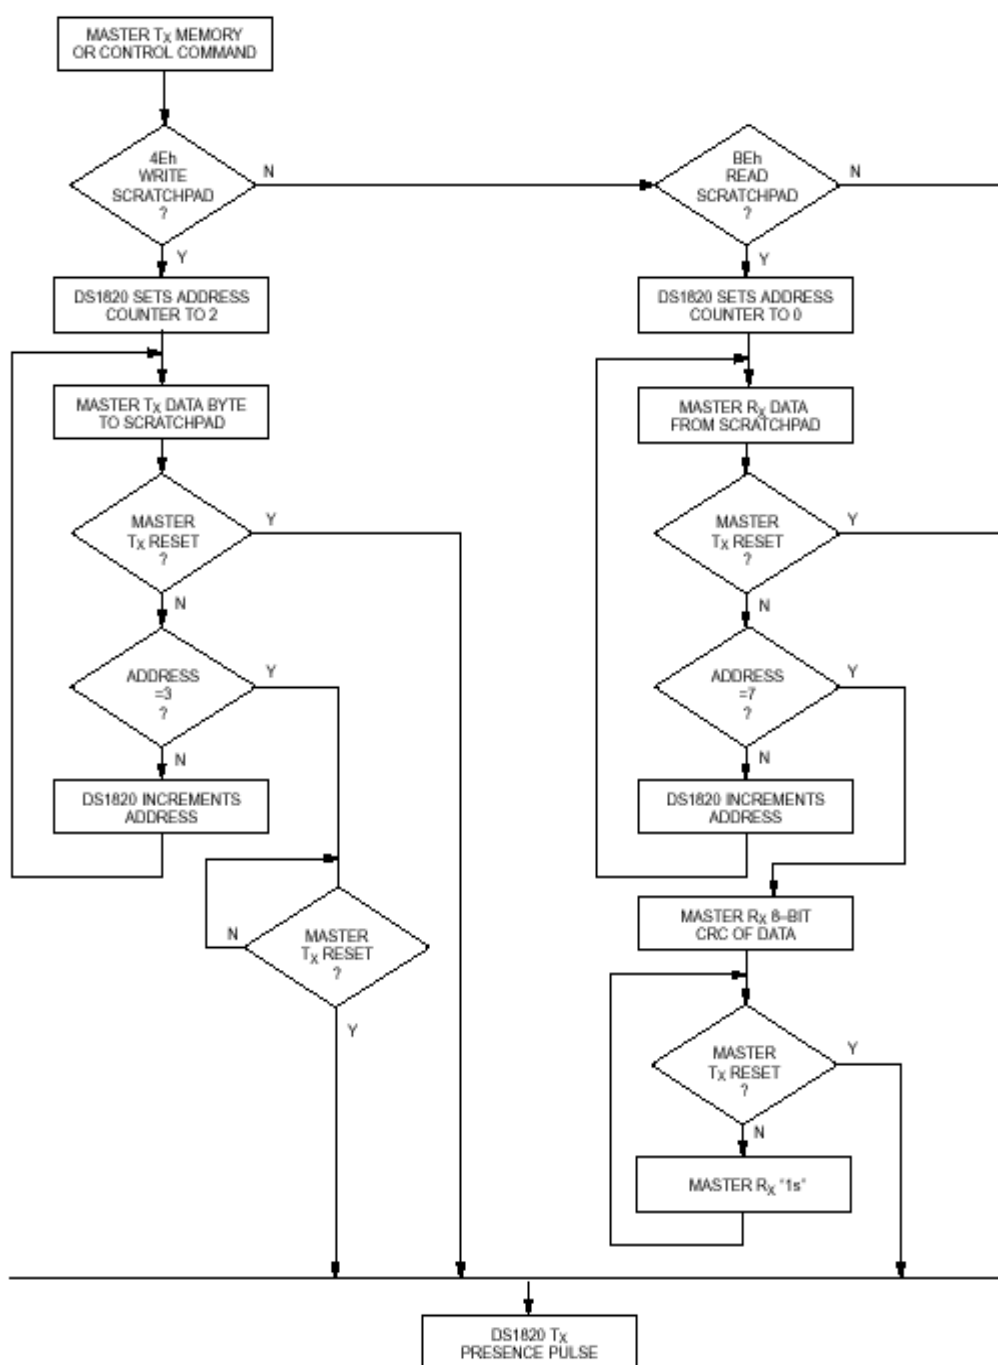 MASTER TX MEMORY
OR CONTROL COMMAND
4Eh
WRITE
SCRATCHPAD
?
N
Y
BEh
READ
SCRATCHPAD
?
N
Y
DS1820 SETS ADDRESS
COUNTER TO 2
DS1820 SETS ADDRESS
COUNTER TO 0
MASTER TX DATA BYTE
TO SCRATCHPAD
MASTER RX DATA
FROM SCRATCHPAD
MASTER
TX RESET
?
Y
N
MASTER
TX RESET
?
Y
N
ADDRESS
=3
?
Y
N
ADDRESS
=7
?
Y
N
DS1820 INCREMENTS
ADDRESS
DS1820 INCREMENTS
ADDRESS
MASTER
TX RESET
?
N
Y
MASTER RX 8-BIT
CRC OF DATA
MASTER
TX RESET
?
Y
N
MASTER RX "1s"
DS1820 TX
PRESENCE PULSE